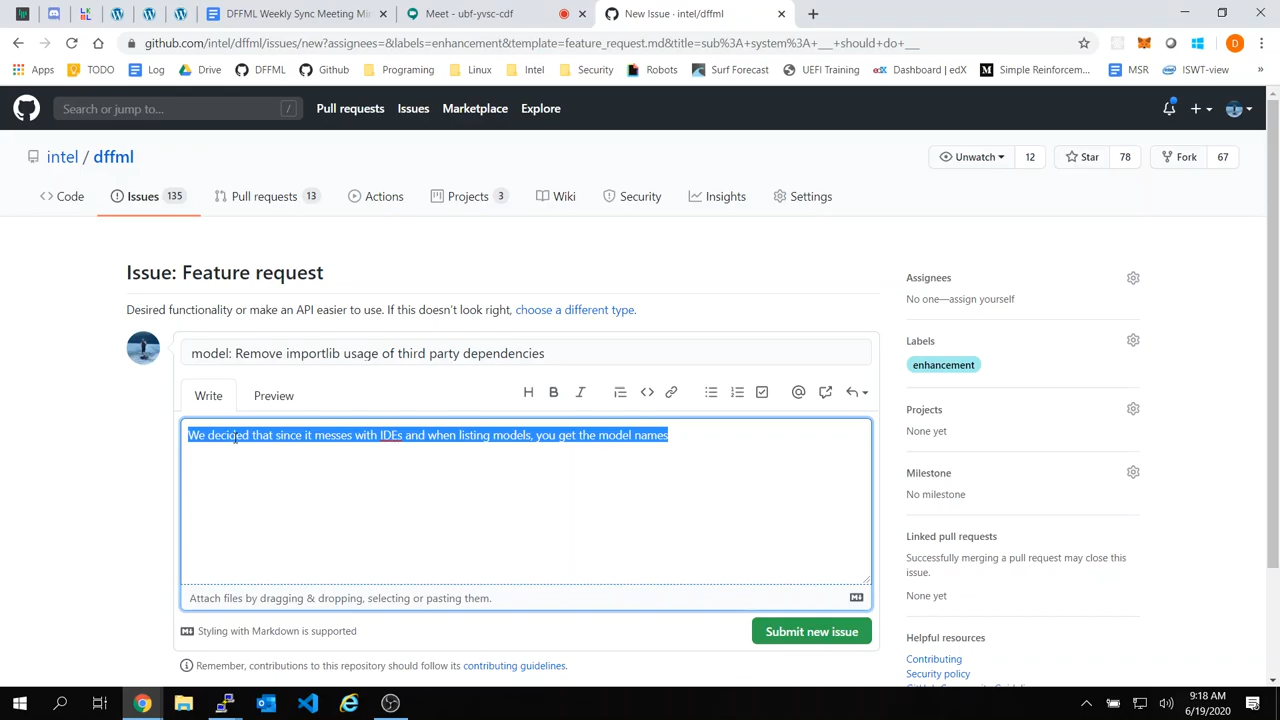 DFFML Weekly Sync Meeting Mi
Meet - ubf-yvsc-cdf
New Issue · intel/dffml
github.com/intel/dffml/issues/new?assignees=&labels=enhancement&template=feature_request.md&title=sub%3A+system%3A+___+should+do+___
D
Apps
TODO
Log
Drive
DFFML
Github
Programming
Linux
Intel
Security
Robots
Surf Forecast
UEFI Training
Dashboard | edX
Simple Reinforcem...
MSR
ISWT-view
»
Search or jump to...
/
Pull requests
Issues
Marketplace
Explore
intel / dffml
Unwatch
12
Star
78
Fork
67
Code
Issues 135
Pull requests 13
Actions
Projects 3
Wiki
Security
Insights
Settings
Issue: Feature request
Desired functionality or make an API easier to use. If this doesn't look right, choose a different type.
model: Remove importlib usage of third party dependencies
Write
Preview
We decided that since it messes with IDEs and when listing models, you get the model names
Attach files by dragging & dropping, selecting or pasting them.
Styling with Markdown is supported
Submit new issue
Remember, contributions to this repository should follow its contributing guidelines.
Assignees
No one—assign yourself
Labels
enhancement
Projects
None yet
Milestone
No milestone
Linked pull requests
Successfully merging a pull request may close this
issue.
None yet
Helpful resources
Contributing
Security policy
9:18 AM
6/19/2020